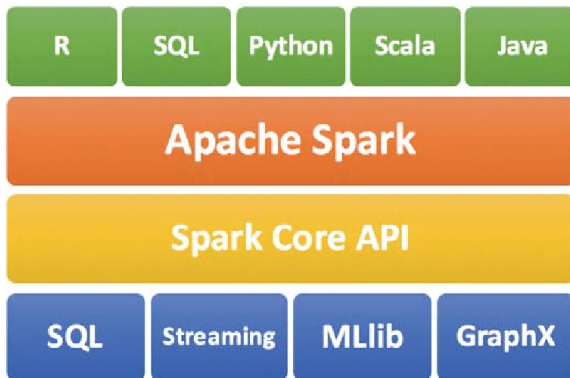 R SQL Python Scala Java
Apache Spark
Spark Core API
SQL Streaming MLlib GraphX